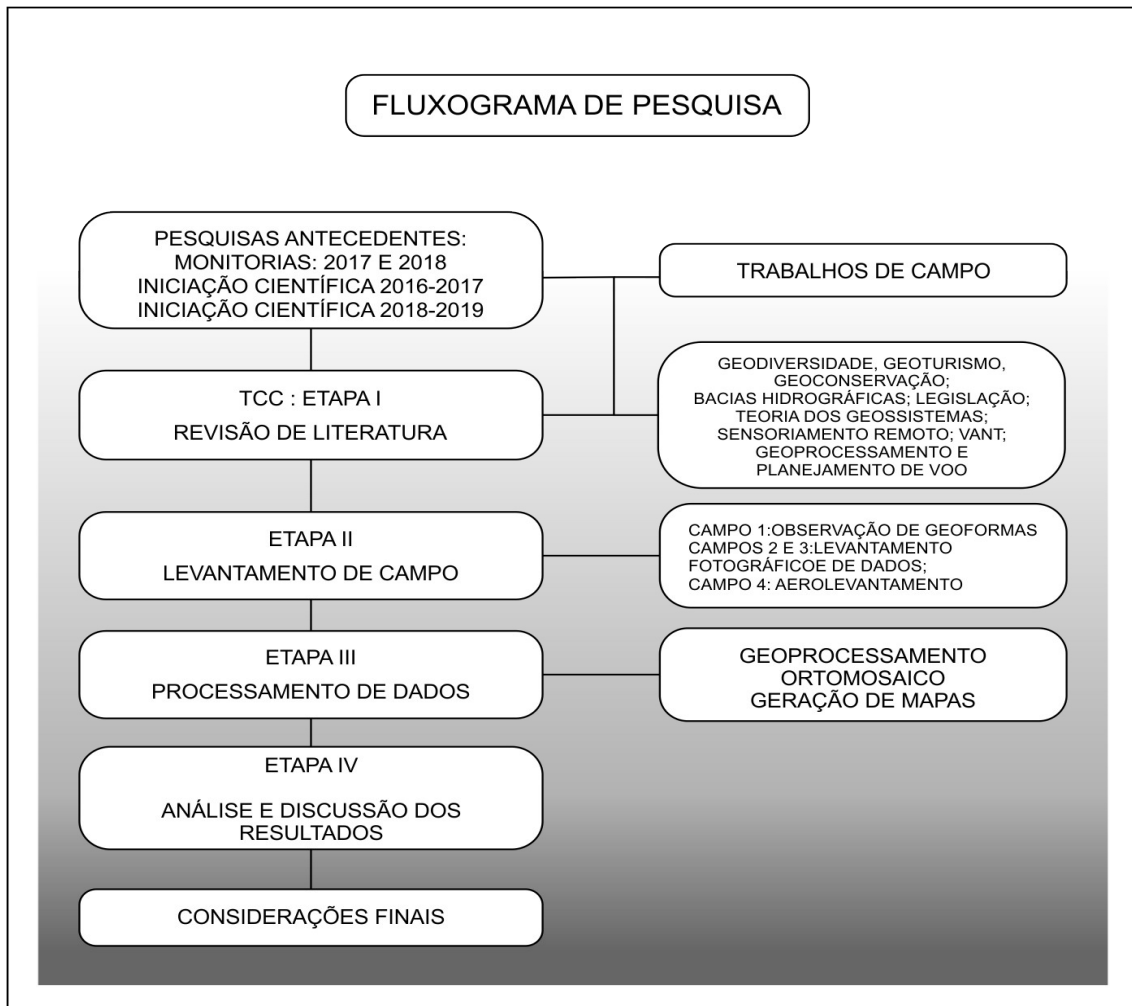 FLUXOGRAMA DE PESQUISA
PESQUISAS ANTECEDENTES:
MONITORIAS: 2017 E 2018
INICIAÇÃO CIENTÍFICA 2016-2017
INICIAÇÃO CIENTÍFICA 2018-2019
TRABALHOS DE CAMPO
TCC : ETAPA I
REVISÃO DE LITERATURA
GEODIVERSIDADE, GEOTURISMO,
GEOCONSERVAÇÃO;
BACIAS HIDROGRÁFICAS; LEGISLAÇÃO;
TEORIA DOS GEOSSISTEMAS;
SENSORIAMENTO REMOTO; VANT;
GEOPROCESSAMENTO E
PLANEJAMENTO DE VOO
ETAPA II
LEVANTAMENTO DE CAMPO
CAMPO 1:OBSERVAÇÃO DE GEOFORMAS
CAMPOS 2 E 3:LEVANTAMENTO
FOTOGRÁFICOE DE DADOS;
CAMPO 4: AEROLEVANTAMENTO
ETAPA III
PROCESSAMENTO DE DADOS
GEOPROCESSAMENTO
ORTOMOSAICO
GERAÇÃO DE MAPAS
ETAPA IV
ANÁLISE E DISCUSSÃO DOS
RESULTADOS
CONSIDERAÇÕES FINAIS